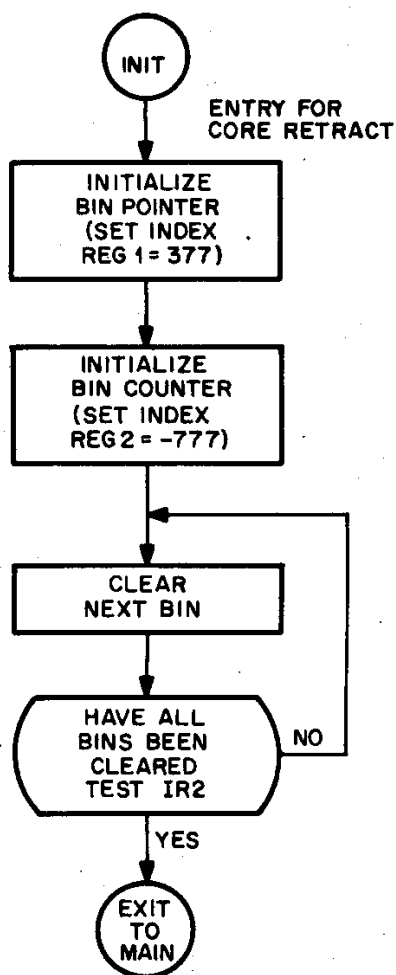 INIT
ENTRY FOR
CORE RETRACT
INITIALIZE
BIN POINTER
(SET INDEX
REG 1 = 377)
INITIALIZE
BIN COUNTER
(SET INDEX
REG 2 = -777)
CLEAR
NEXT BIN
HAVE ALL
BINS BEEN
CLEARED
TEST IR2
NO
YES
EXIT
TO
MAIN